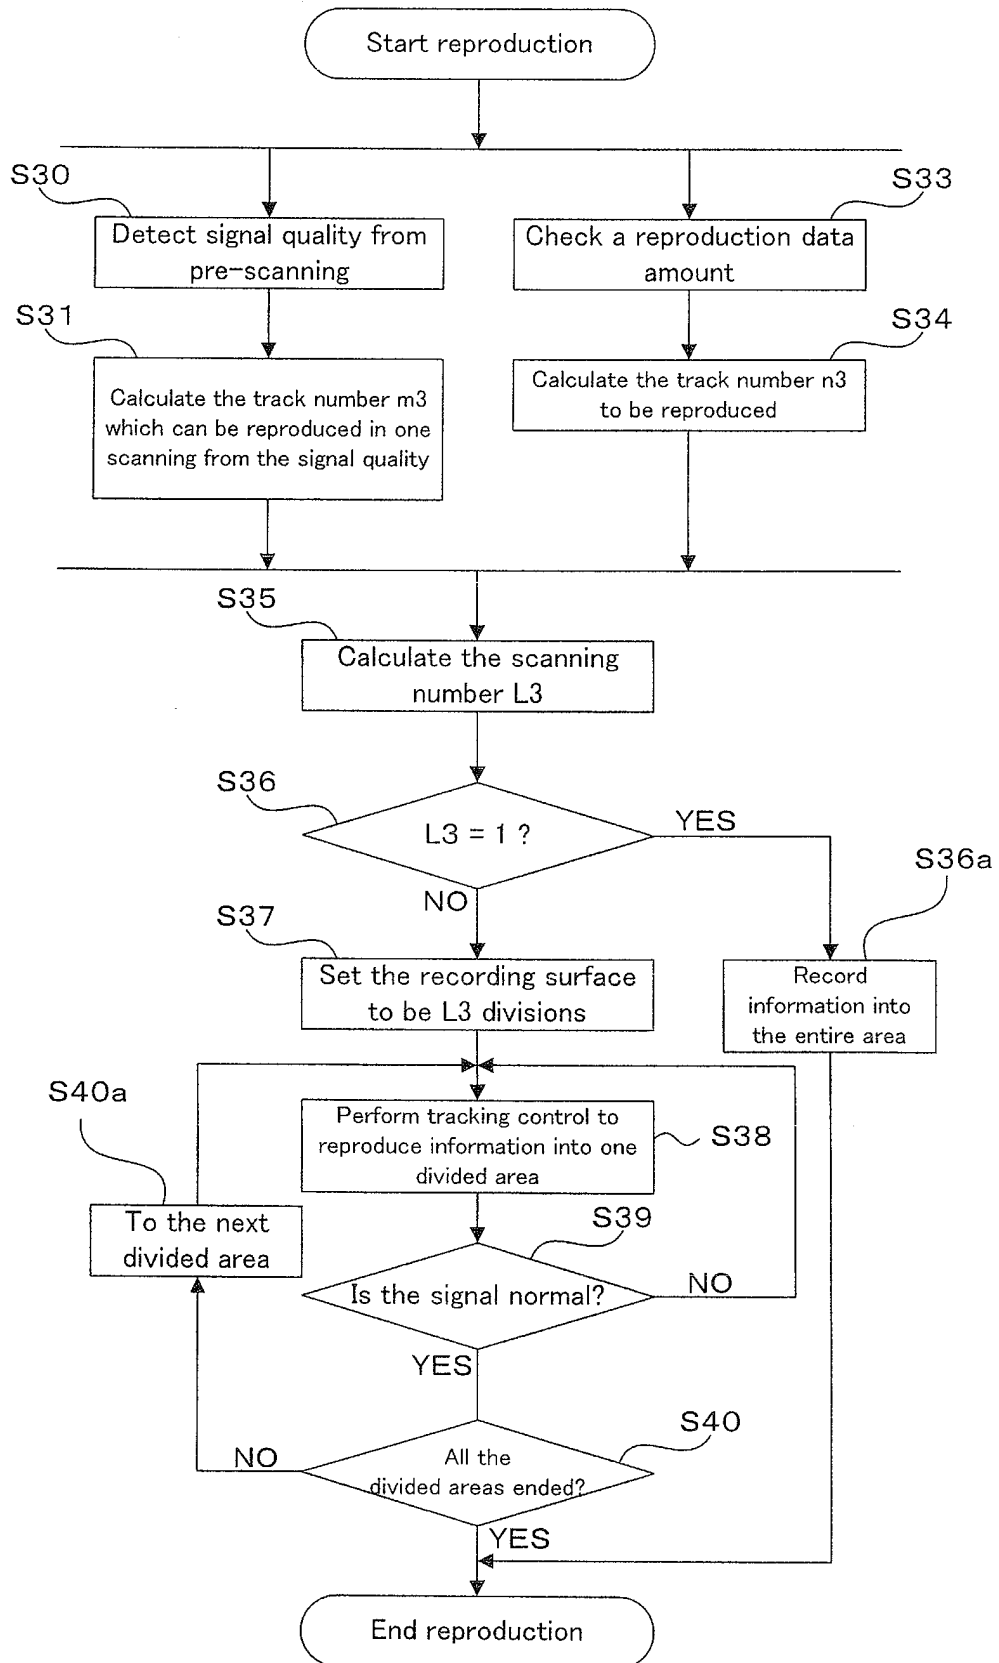 Start reproduction
S30
S33
Detect signal quality from
pre-scanning
Check a reproduction data
amount
S31
S34
Calculate the track number m3
which can be reproduced in one
scanning from the signal quality
Calculate the track number n3
to be reproduced
S35
Calculate the scanning
number L3
S36
L3 = 1 ?
YES
NO
S36a
S37
Set the recording surface
to be L3 divisions
Record
information into
the entire area
S40a
Perform tracking control to
reproduce information into one
divided area
S38
To the next
divided area
S39
Is the signal normal?
NO
YES
S40
All the
divided areas ended?
NO
YES
End reproduction